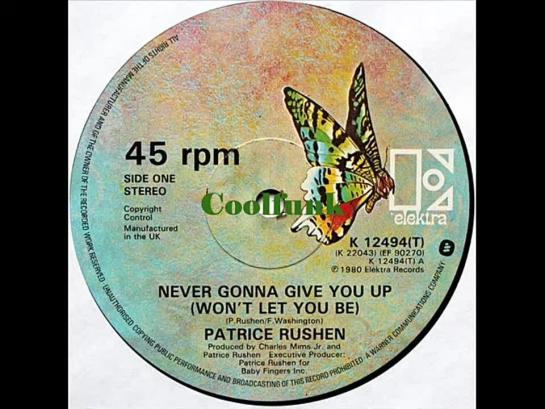 45 rpm
SIDE ONE
STEREO
Copyright
Control
Manufactured
in the UK
Coolfunk
elektra
K 12494(T)
(K 22043) (EF 90270)
K 12494(T) A
℗ 1980 Elektra Records
NEVER GONNA GIVE YOU UP
(WON'T LET YOU BE)
(P.Rushen/F.Washington)
PATRICE RUSHEN
Produced by Charles Mims Jr. and
Patrice Rushen Executive Producer:
Patrice Rushen for
Baby Fingers Inc.
ALL RIGHTS OF THE MANUFACTURER AND OF THE OWNER OF THE RECORDED WORK RESERVED UNAUTHORISED COPYING PUBLIC PERFORMANCE AND BROADCASTING OF THIS RECORD PROHIBITED. A WARNER COMMUNICATIONS COMPANY